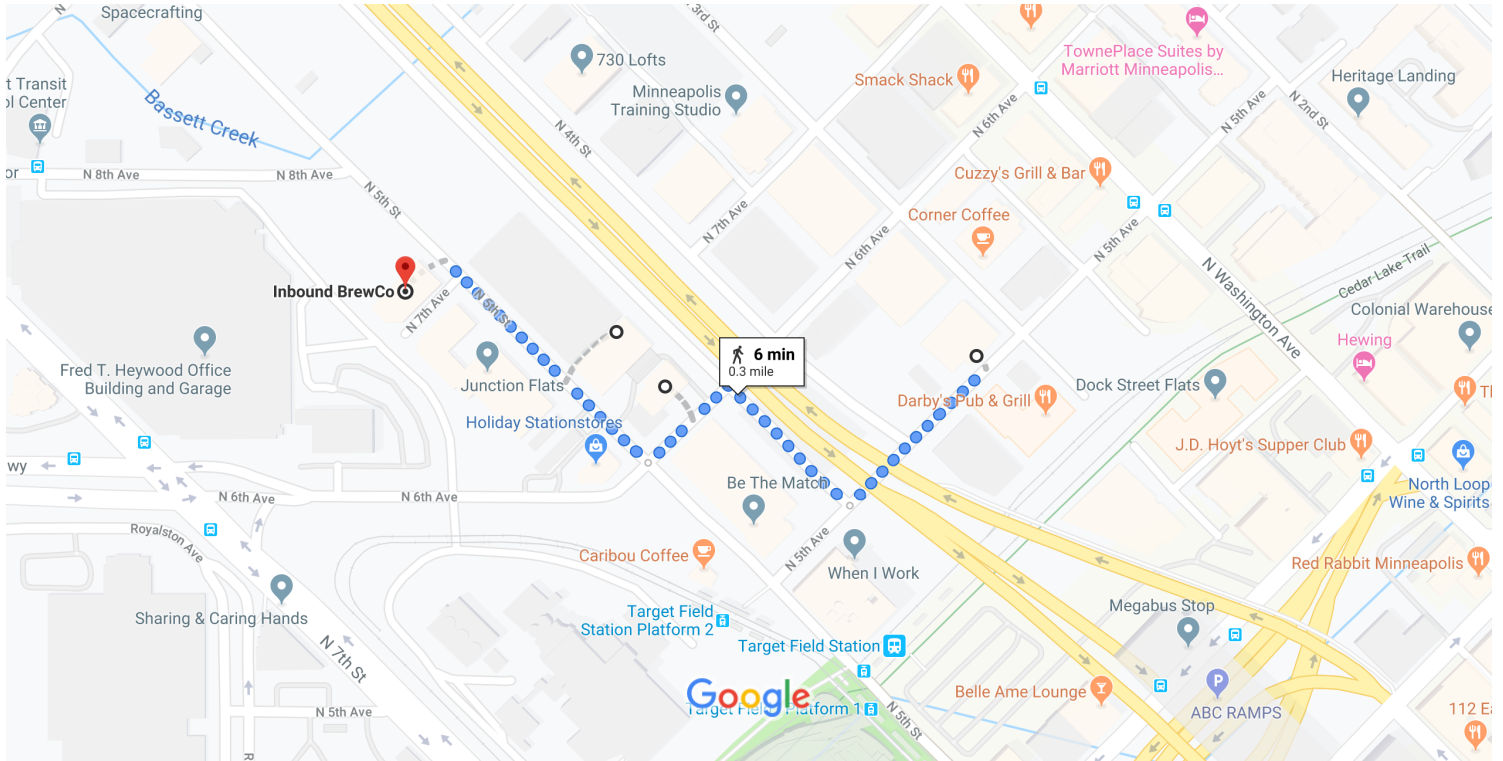 Spacecrafting
N 3rd St
730 Lofts
Smack Shack
TownePlace Suites by
Marriott Minneapolis...
Heritage Landing
t Transit
ol Center
Minneapolis
Training Studio
Bassett Creek
N 4th St
N 6th Ave
N 5th Ave
N 2nd St
or
N 8th Ave
N 8th Ave
N 5th St
Cuzzy's Grill & Bar
N 7th Ave
Corner Coffee
N 6th Ave
N 5th Ave
N Washington Ave
Cedar Lake Trail
Inbound BrewCo
N 7th Ave
N 5th St
Colonial Warehouse
Hewing
6 min
0.3 mile
Fred T. Heywood Office
Building and Garage
Junction Flats
Dock Street Flats
Darby's Pub & Grill
Th
Holiday Stationstores
J.D. Hoyt's Supper Club
wy
N 6th Ave
N 6th Ave
Be The Match
North Loop
Wine & Spirits
Royalston Ave
Caribou Coffee
N 5th Ave
When I Work
Red Rabbit Minneapolis
Sharing & Caring Hands
Target Field
Station Platform 2
Megabus Stop
N 7th St
Target Field Station
Google
Target Field Platform 1
Belle Ame Lounge
P
ABC RAMPS
N 5th Ave
N 5th St
112 Ea
R